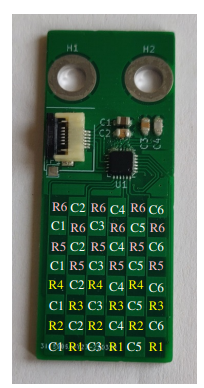 H1 H2
C1
C2
U1
R6 C2 R6 C4 R6 C6
C1 R6 C3 R6 C5 R6
R5 C2 R5 C4 R5 C6
C1 R5 C3 R5 C5 R5
R4 C2 R4 C4 R4 C6
C1 R3 C3 R3 C5 R3
R2 C2 R2 C4 R2 C6
C1 R1 C3 R1 C5 R1